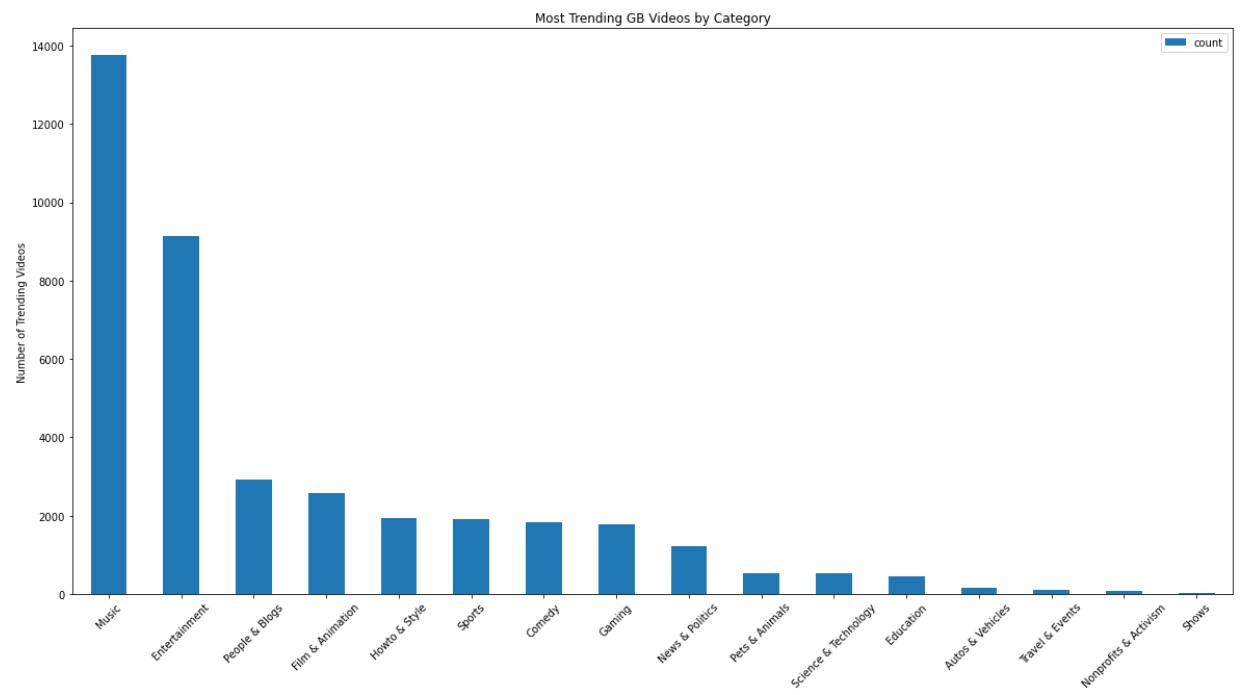 Most Trending GB Videos by Category
count
Number of Trending Videos
14000
12000
10000
8000
6000
4000
2000
0
Music
Entertainment
People & Blogs
Film & Animation
Howto & Style
Sports
Comedy
Gaming
News & Politics
Pets & Animals
Science & Technology
Education
Autos & Vehicles
Travel & Events
Nonprofits & Activism
Shows